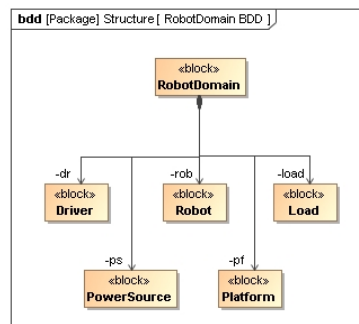 bdd [Package] Structure [ RobotDomain BDD ]
«block»
RobotDomain
-dr
-rob
-load
«block»
Driver
«block»
Robot
«block»
Load
-ps
-pf
«block»
PowerSource
«block»
Platform